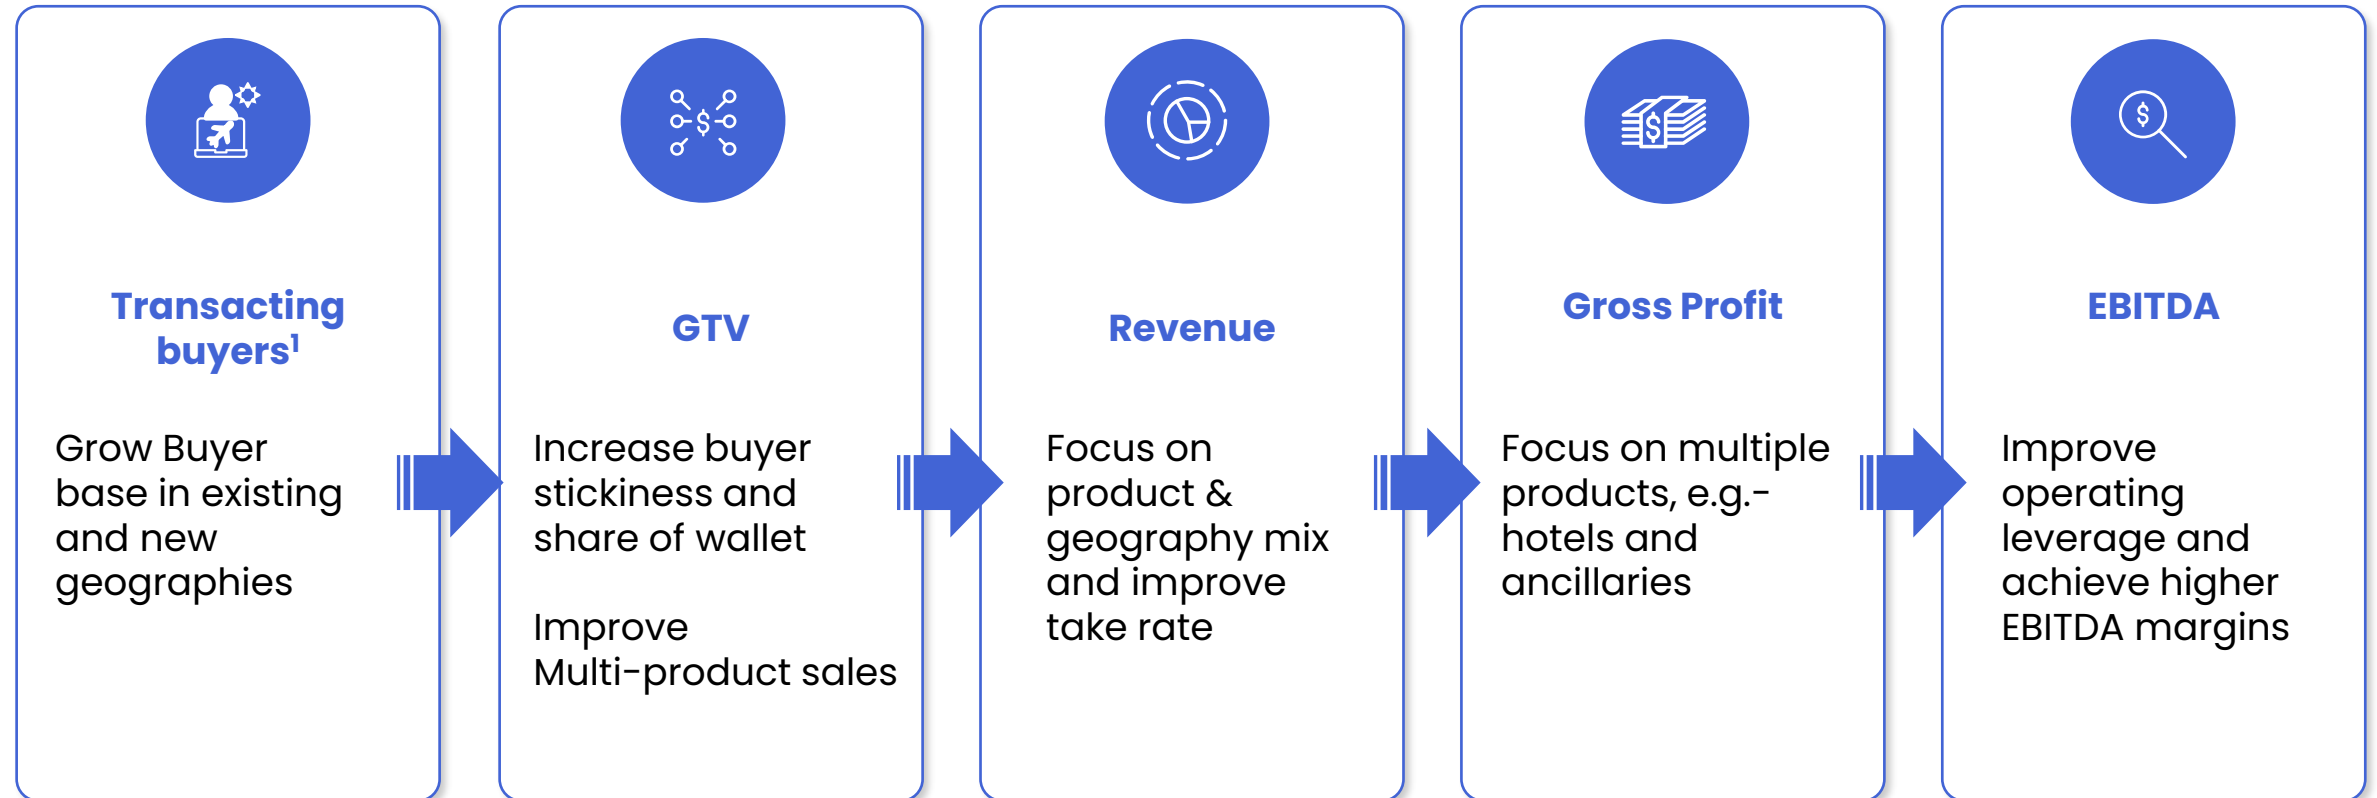 Transacting
buyers¹
Grow Buyer
base in existing
and new
geographies
GTV
Increase buyer
stickiness and
share of wallet
Improve
Multi-product sales
Revenue
Focus on
product &
geography mix
and improve
take rate
Gross Profit
Focus on multiple
products, e.g.-
hotels and
ancillaries
EBITDA
Improve
operating
leverage and
achieve higher
EBITDA margins